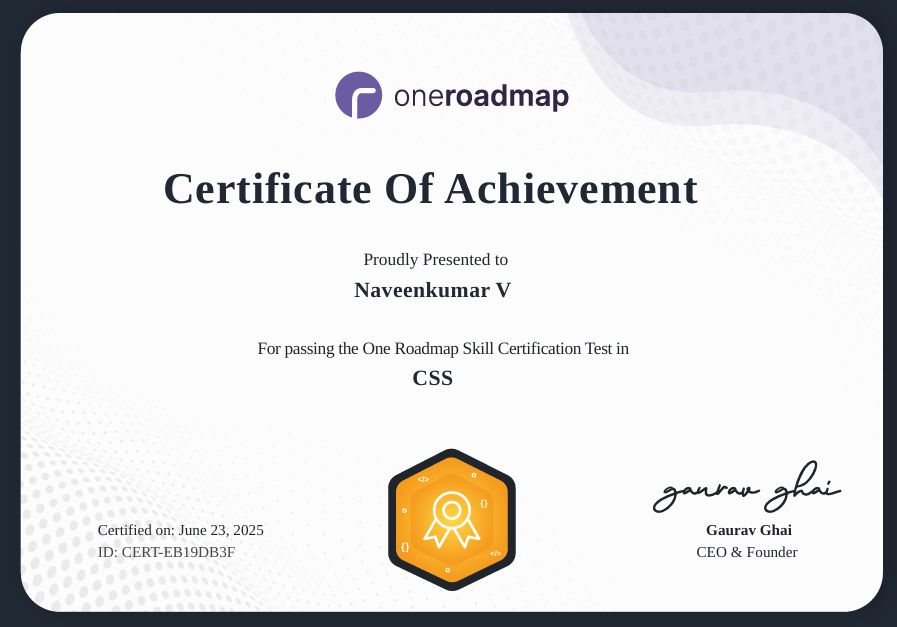 oneroadmap
Certificate Of Achievement
Proudly Presented to
Naveenkumar V
For passing the One Roadmap Skill Certification Test in
CSS
</>
{}
{}
</>
Certified on: June 23, 2025
ID: CERT-EB19DB3F
gaurav ghai
Gaurav Ghai
CEO & Founder